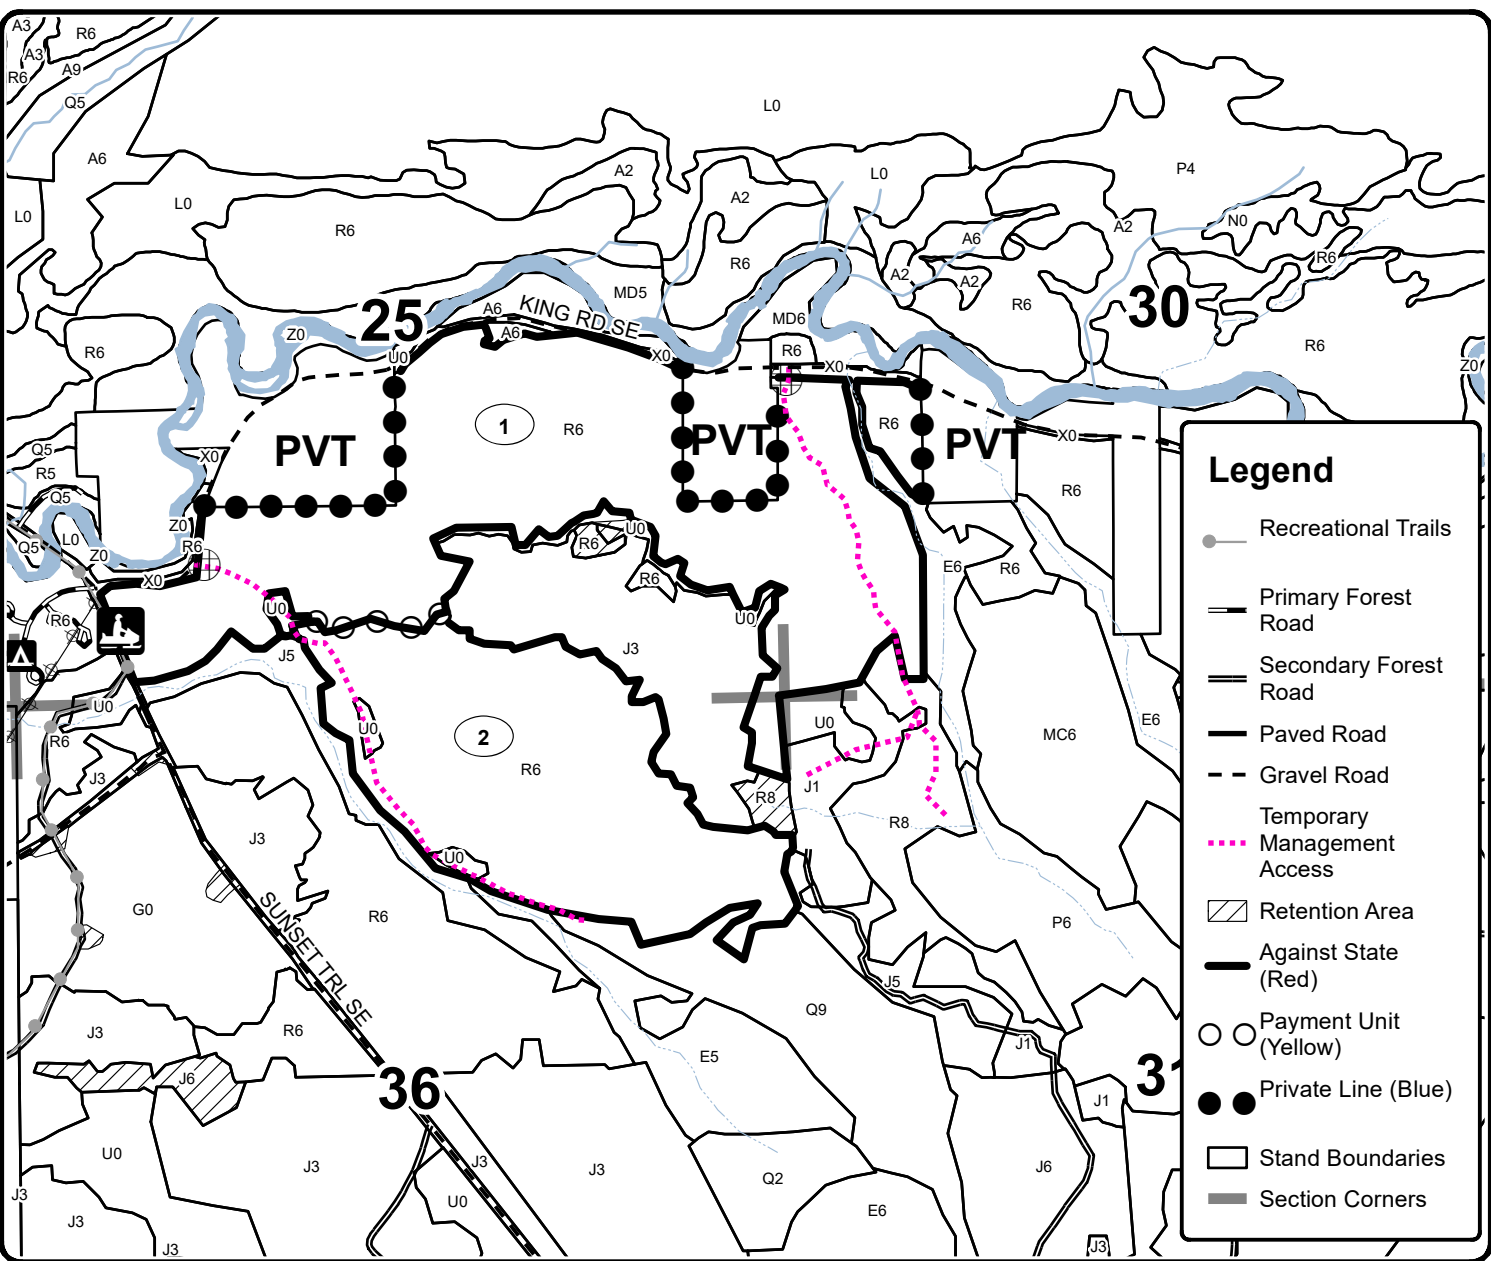 A3
R6
A3
R6
A9
Q5
L0
A6
L0
L0
R6
A2
A2
L0
P4
A6
A2
N0
R6
R6
A2
A2
R6
MD5
MD6
25
30
KING RD SE
A6
A6
Z0
U0
X0
R6
R6
X0
R6
Z0
PVT
1
R6
PVT
R6
PVT
X0
Q5
R5
Q5
X0
R6
Q5
L0
Z0
Z0
R6
X0
U0
R6
R6
E6
R6
R6
U0
U0
J5
J3
U0
R6
J3
U0
2
R6
U0
MC6
E6
R8
J1
R8
J3
U0
G0
R6
SUNSET TRL SE
P6
Q9
J5
J3
R6
E5
J1
J6
36
3
J1
U0
J3
J3
J3
Q2
J6
J3
J3
U0
E6
J3
J3
Z0
Legend
Recreational Trails
Primary Forest
Road
Secondary Forest
Road
Paved Road
Gravel Road
Temporary
Management
Access
Retention Area
Against State
(Red)
Payment Unit
(Yellow)
Private Line (Blue)
Stand Boundaries
Section Corners